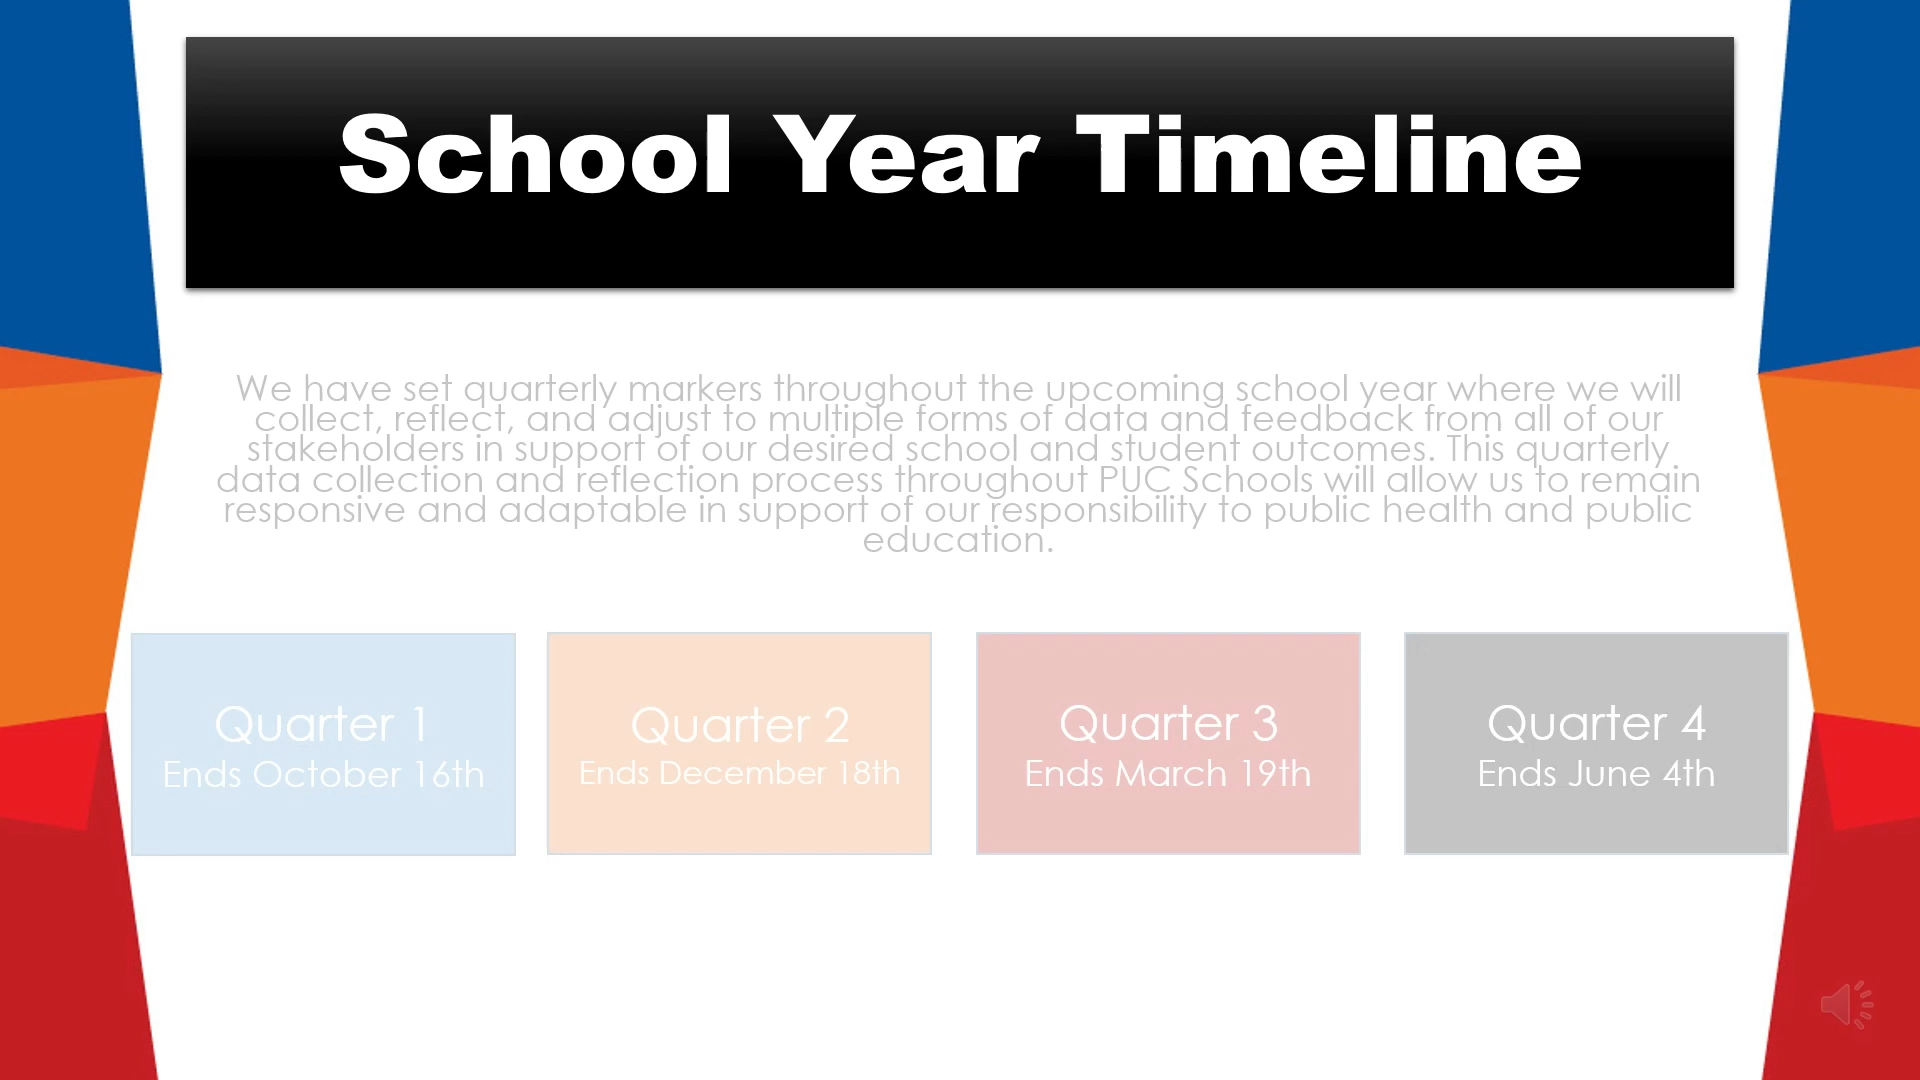 School Year Timeline
We have set quarterly markers throughout the upcoming school year where we will
collect, reflect, and adjust to multiple forms of data and feedback from all of our
stakeholders in support of our desired school and student outcomes. This quarterly
data collection and reflection process throughout PUC Schools will allow us to remain
responsive and adaptable in support of our responsibility to public health and public
education.
Quarter 1
Ends October 16th
Quarter 2
Ends December 18th
Quarter 3
Ends March 19th
Quarter 4
Ends June 4th